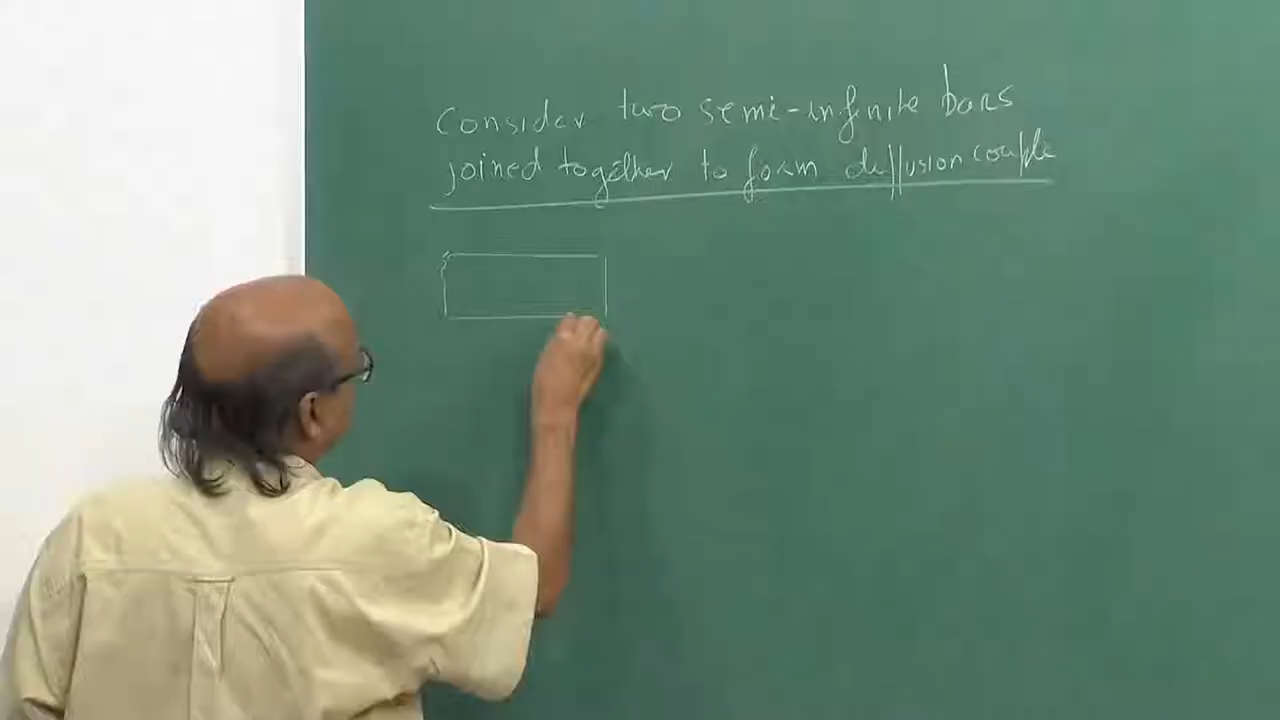 Consider two semi-infinite bars
joined together to form diffusion couple